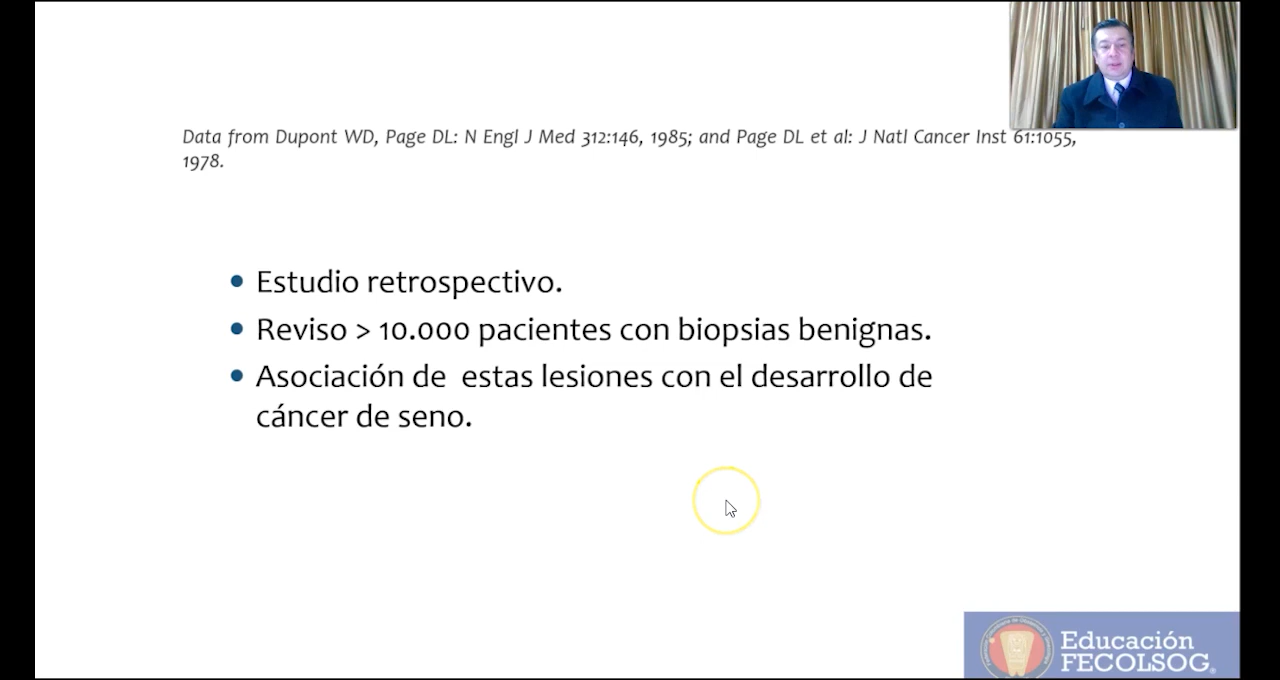 Data from Dupont WD, Page DL: N Engl J Med 312:146, 1985; and Page DL et al: J Natl Cancer Inst 61:1055,
1978.
• Estudio retrospectivo.
• Reviso > 10.000 pacientes con biopsias benignas.
• Asociación de  estas lesiones con el desarrollo de
cáncer de seno.
Educación
FECOLSOG®